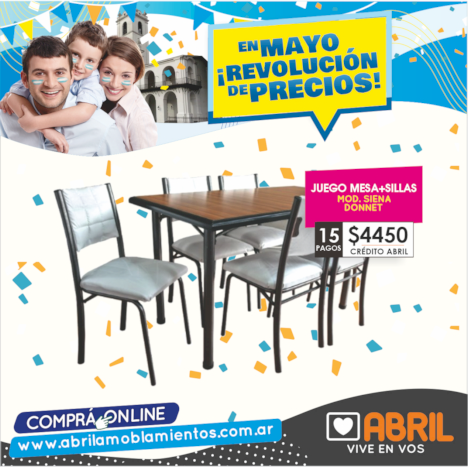 EN MAYO
¡REVOLUCIÓN
DE PRECIOS!
JUEGO MESA+SILLAS
MOD. SIENA
DONNET
15 PAGOS
$4450
CRÉDITO ABRIL
COMPRÁ ONLINE
www.abrilamoblamientos.com.ar
ABRIL
VIVE EN VOS